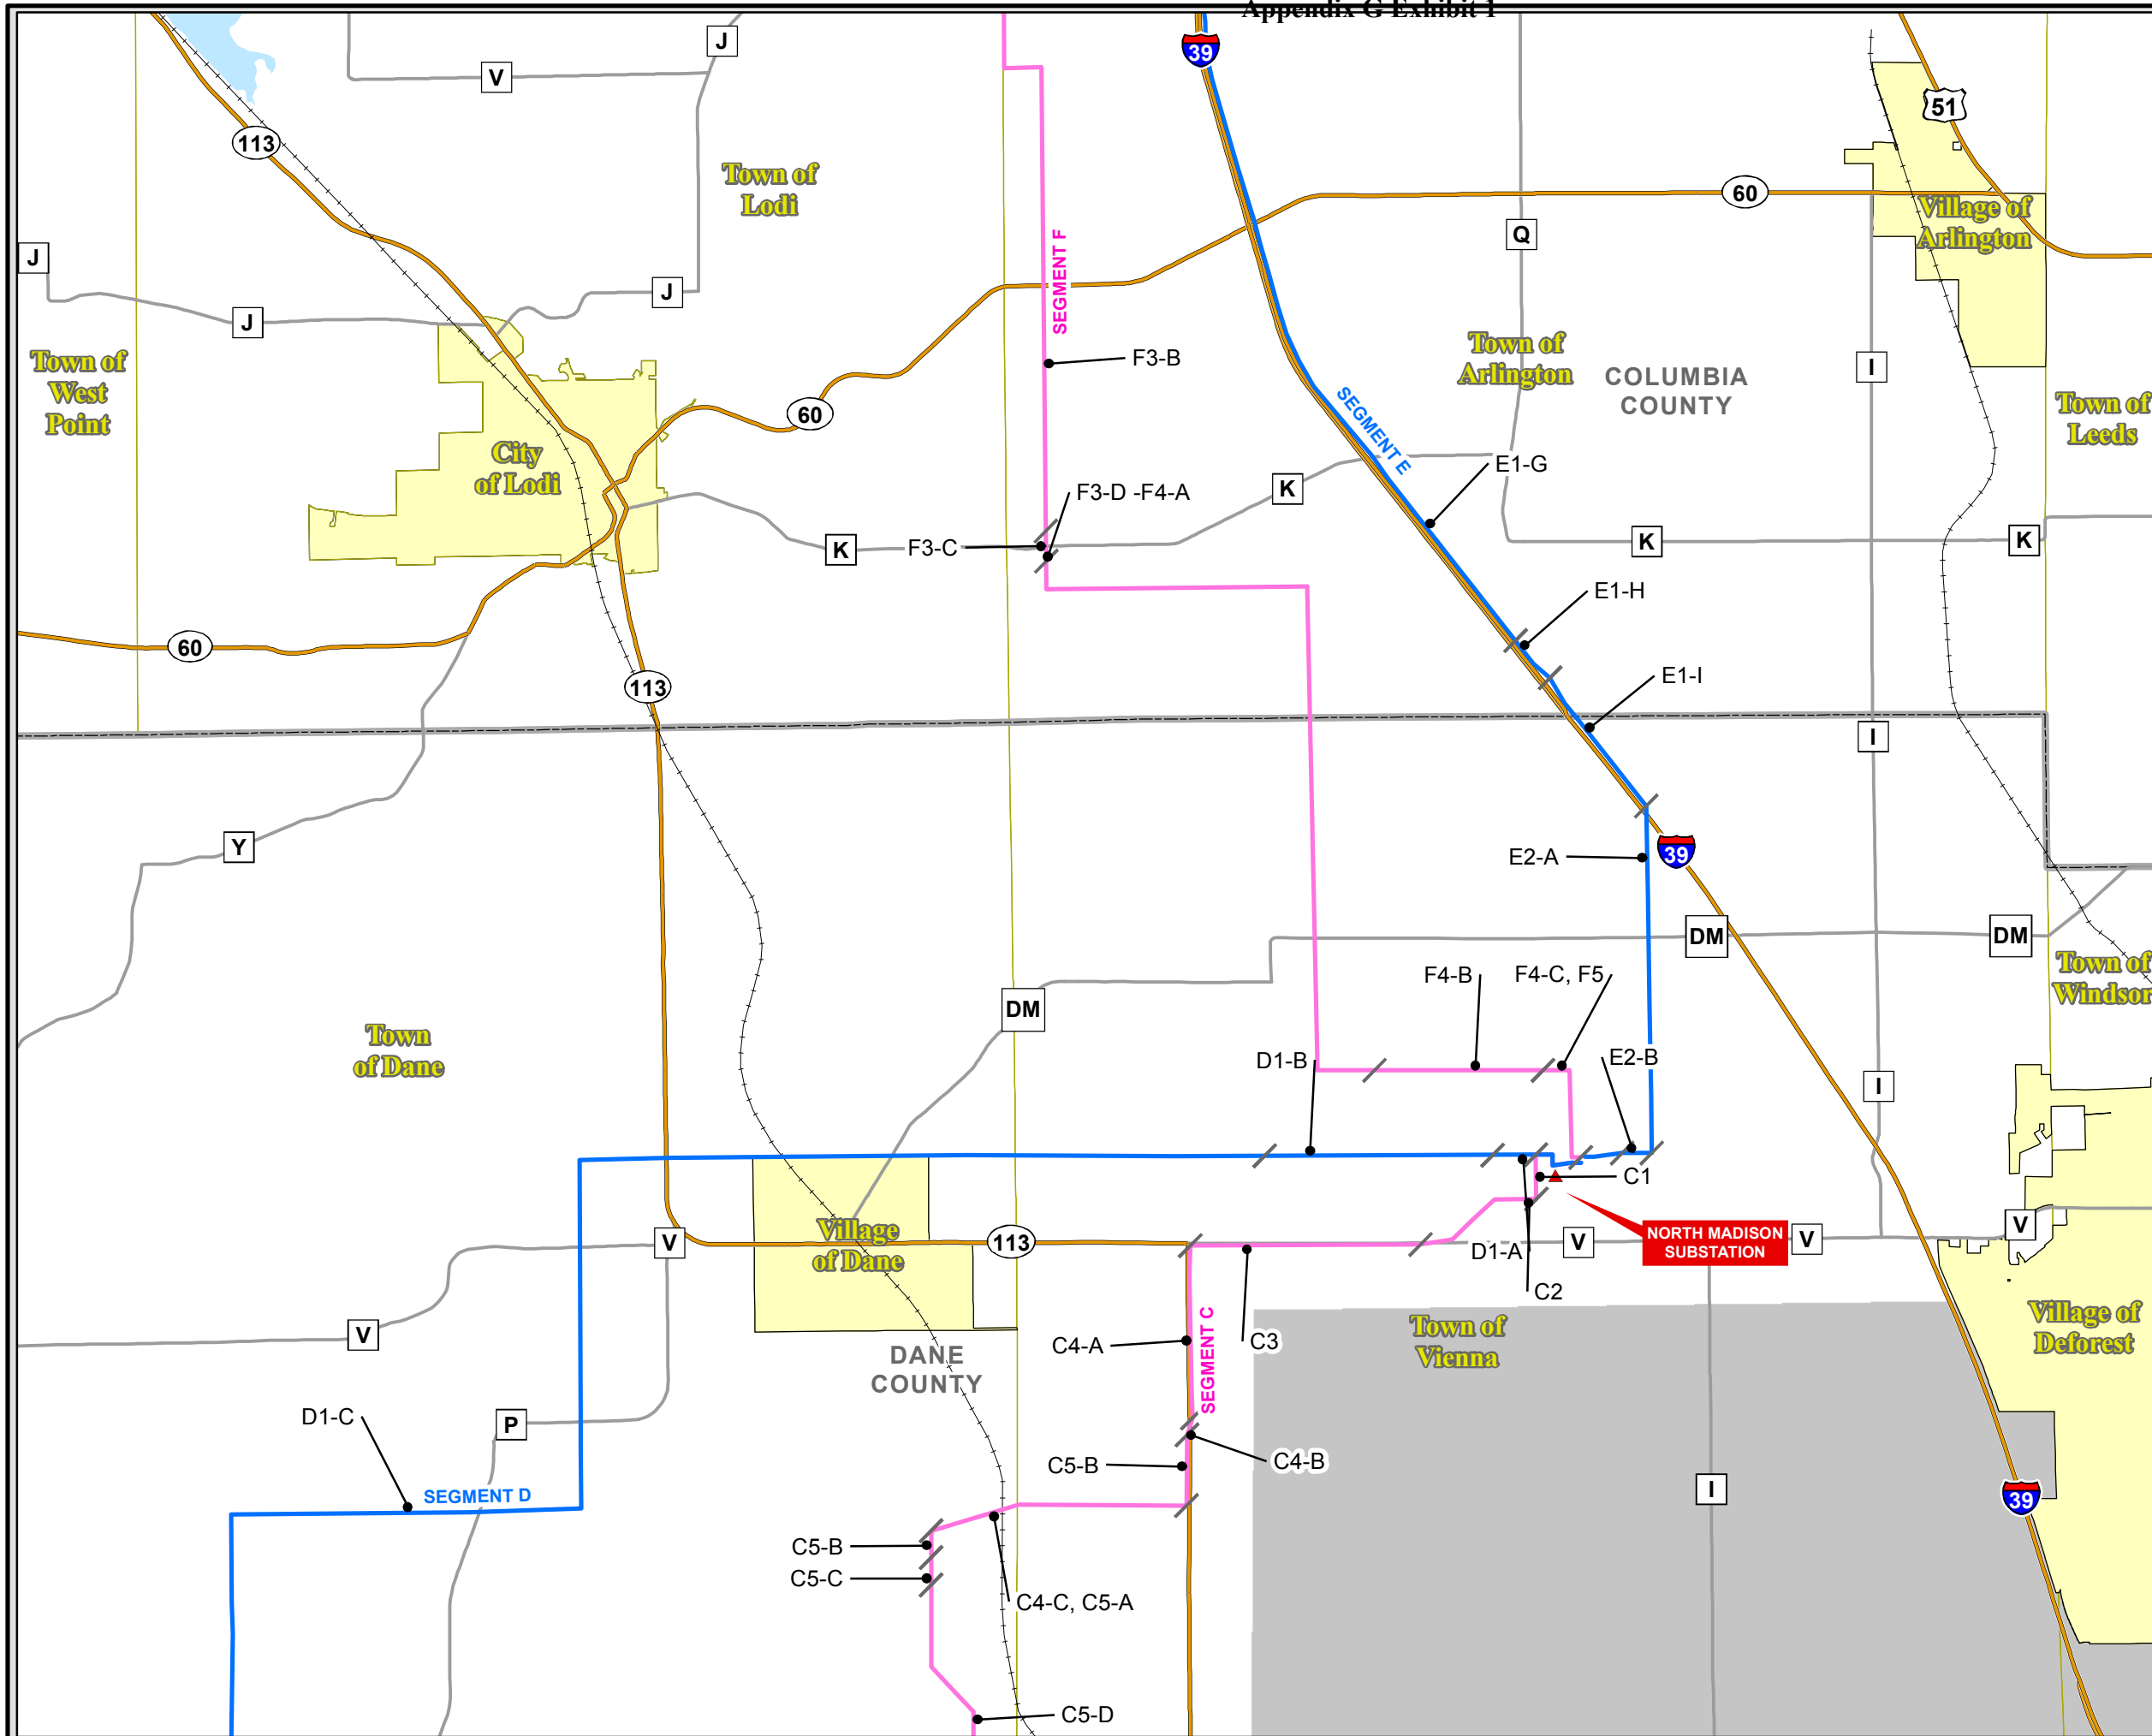 Appendix G Exhibit 1
39
J
V
51
113
Town of
Lodi
60
Village of
Arlington
Q
J
SEGMENT F
J
J
Town of
West
Point
F3-B
Town of
Arlington
COLUMBIA
COUNTY
I
60
SEGMENT E
Town of
Leeds
City
of Lodi
E1-G
F3-D -F4-A
K
K
F3-C
K
K
E1-H
60
113
E1-I
I
Y
E2-A
39
DM
DM
Town of
Windsor
F4-B
F4-C, F5
DM
Town
of Dane
D1-B
E2-B
I
C1
Village
of Dane
V
113
D1-A
V
NORTH MADISON
SUBSTATION
V
V
C2
V
C4-A
SEGMENT C
C3
Town of
Vienna
Village of
Deforest
DANE
COUNTY
D1-C
P
C5-B
C4-B
SEGMENT D
I
39
C5-B
C5-C
C4-C, C5-A
C5-D